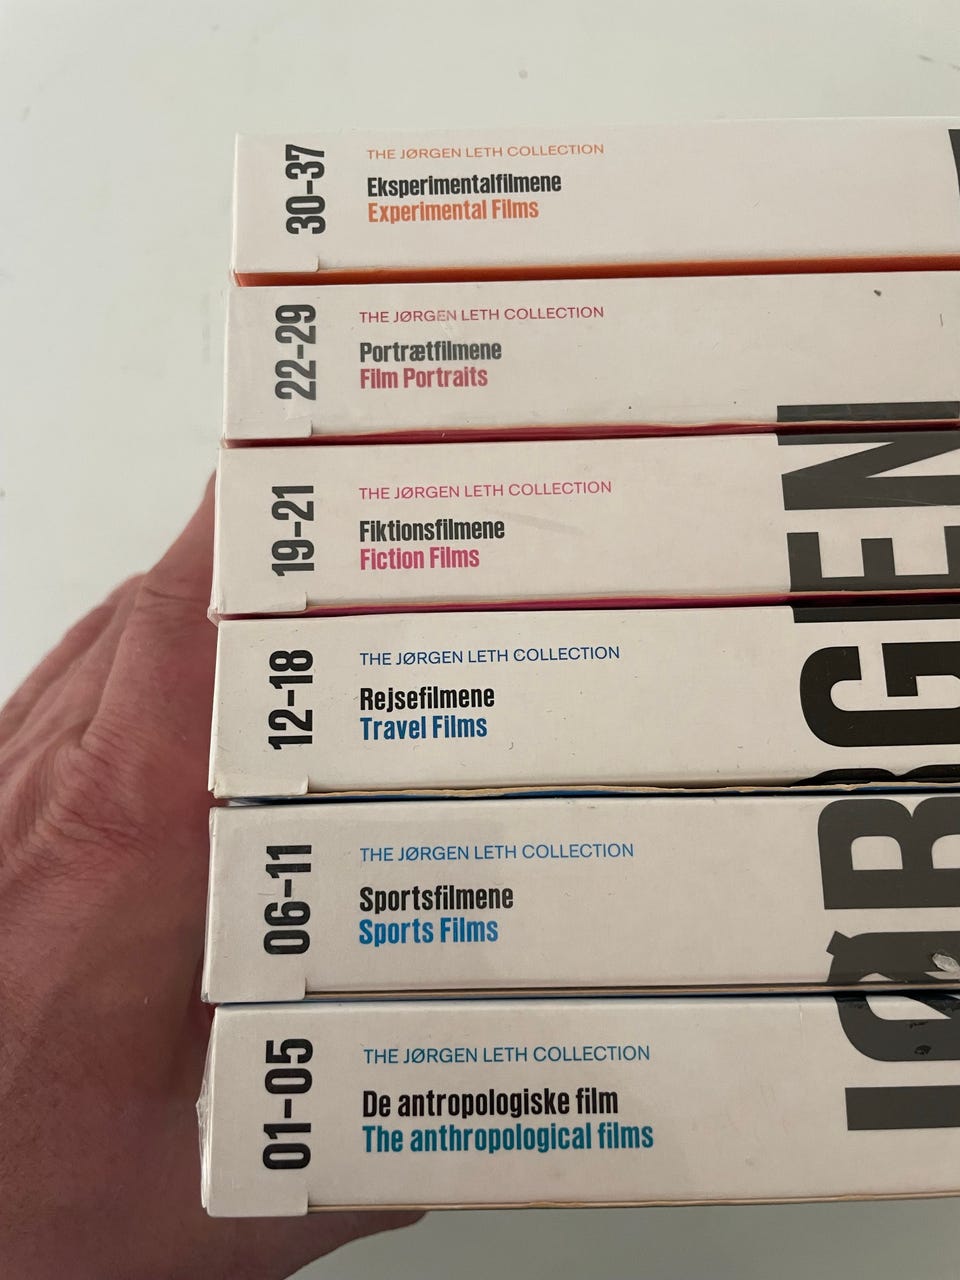 30-37
THE JØRGEN LETH COLLECTION
Eksperimentalfilmene
Experimental Films
22-29
THE JØRGEN LETH COLLECTION
Portrætfilmene
Film Portraits
19-21
THE JØRGEN LETH COLLECTION
Fiktionsfilmene
Fiction Films
12-18
THE JØRGEN LETH COLLECTION
Rejsefilmene
Travel Films
06-11
THE JØRGEN LETH COLLECTION
Sportsfilmene
Sports Films
01-05
THE JØRGEN LETH COLLECTION
De antropologiske film
The anthropological films
JØRGEN